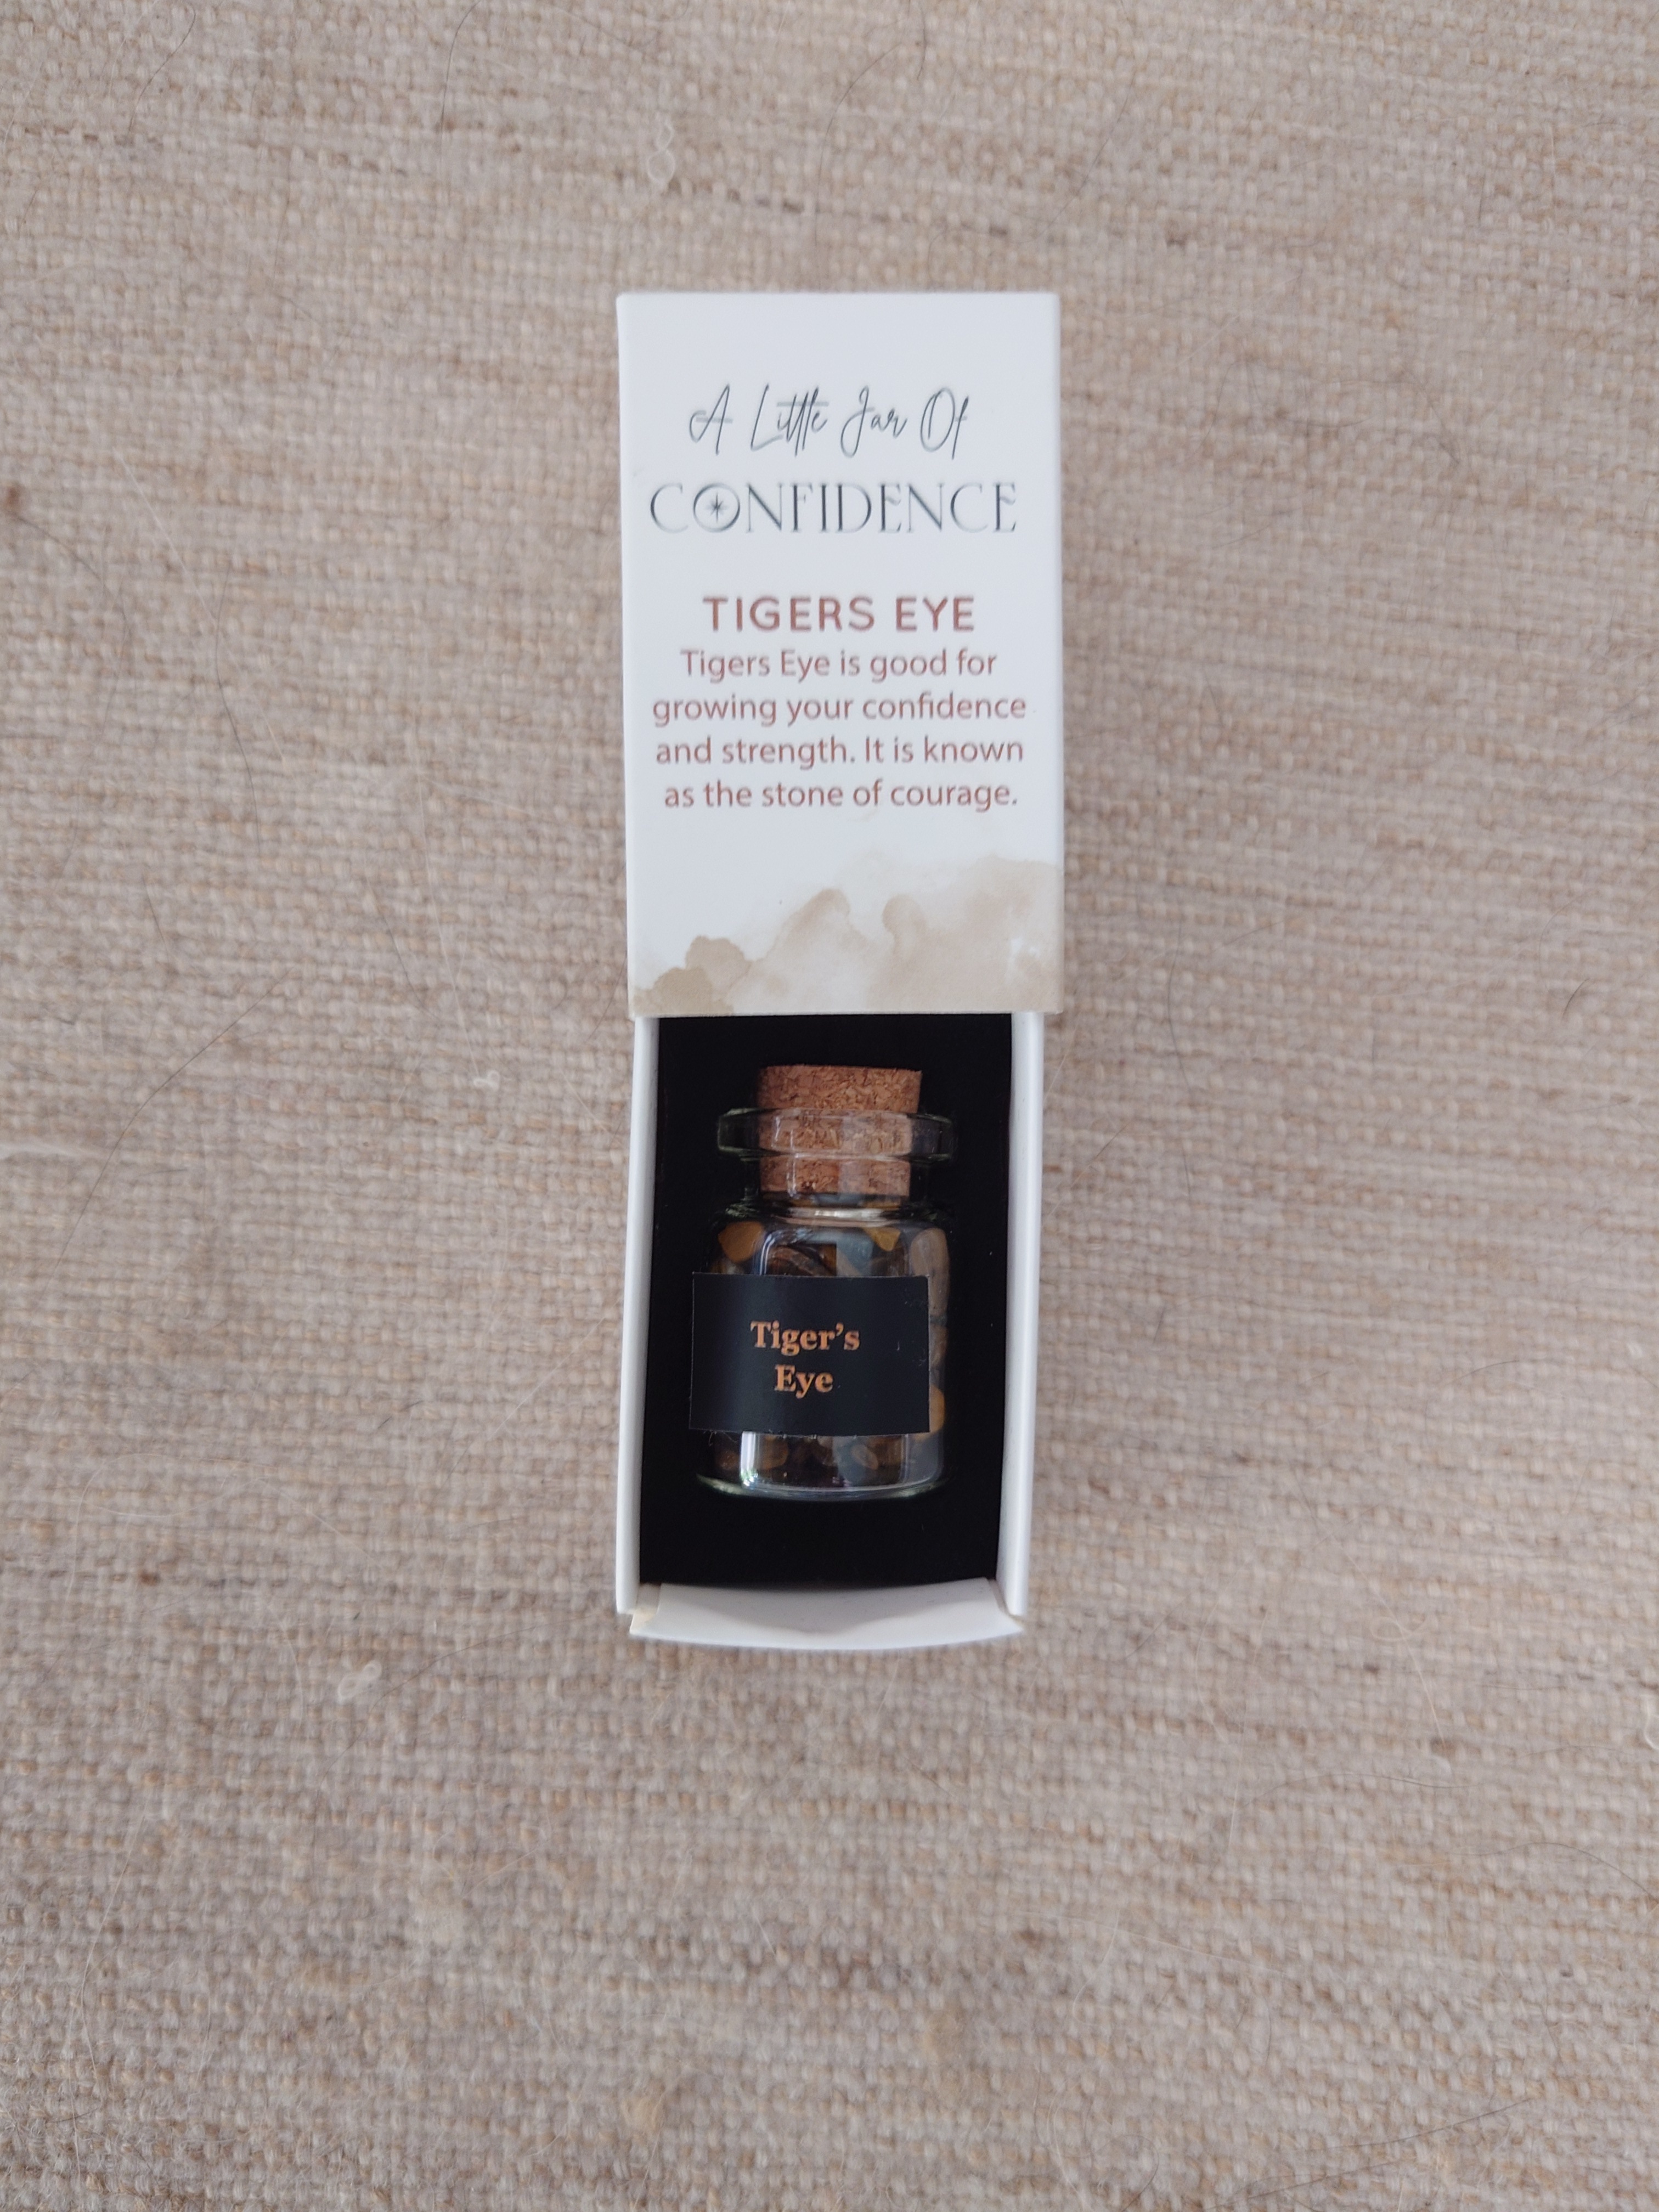 A Little Jar Of
CONFIDENCE
TIGERS EYE
Tigers Eye is good for
growing your confidence
and strength. It is known
as the stone of courage.
Tiger’s
Eye